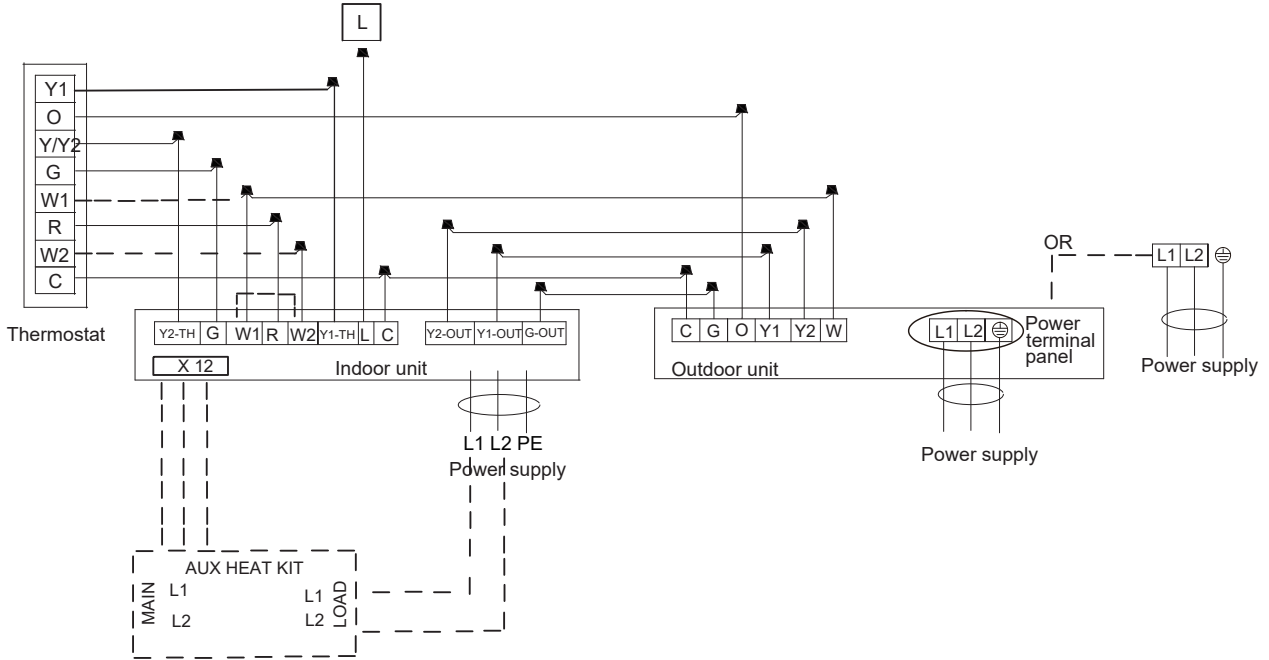 L
Y1
O
Y/Y2
G
W1
R
W2
C
Thermostat
OR
L1 L2
Power supply
Y2-TH G W1 R W2 Y1-TH L C Y2-OUT Y1-OUT G-OUT
X 12
Indoor unit
C G O Y1 Y2 W
L1 L2
Power
terminal
panel
Outdoor unit
L1 L2 PE
Power supply
Power supply
AUX HEAT KIT
MAIN
L1
L2
L1
L2
LOAD